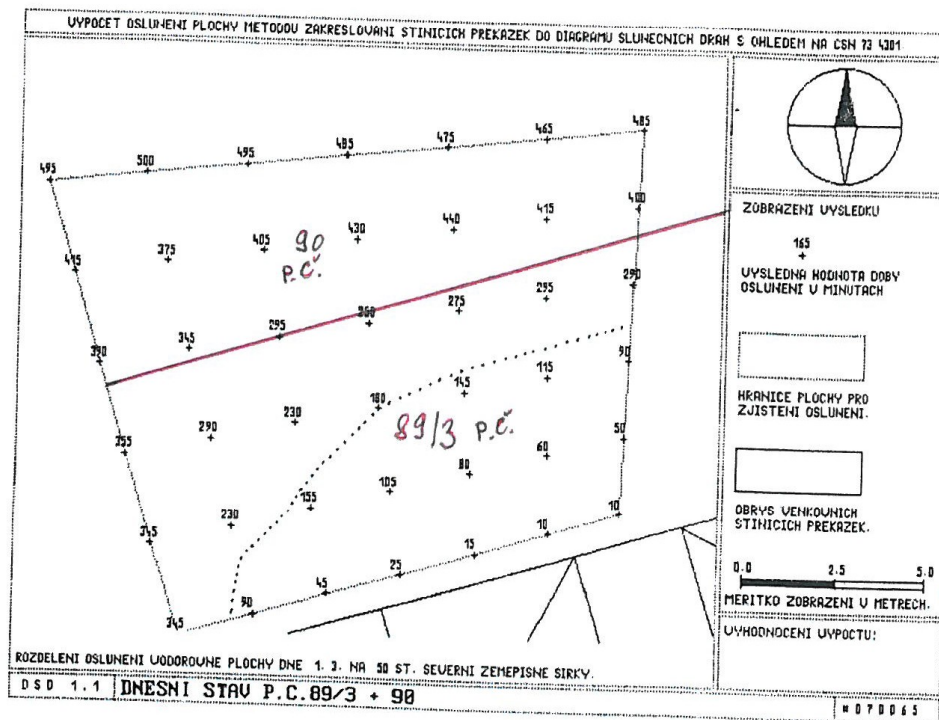 VYPOCET OSLUNENI PLOCHY METODOU ZAKRESLOVANI STINICICH PREKAZEK DO DIAGRAMU SLUNECNICH DRAH S OHLEDEM NA CSN 73 4301
495 500 495 485 475 465 485
415 375 405 430 440 415 400
90
P.Č.
390 345 295 260 275 295 290
355 290 230 180 145 115 90
89/3 P.Č.
345 230 155 105 80 60 50
345 90 45 25 15 10 10
ZOBRAZENI VYSLEDKU
165
VYSLEDNA HODNOTA DOBY
OSLUNENI V MINUTACH
HRANICE PLOCHY PRO
ZJISTENI OSLUNENI.
OBRYS VENKOVNICH
STINICICH PREKAZEK.
0.0 2.5 5.0
MERITKO ZOBRAZENI V METRECH.
VYHODNOCENI VYPOCTU:
ROZDELENI OSLUNENI VODOROVNE PLOCHY DNE 1. 3. NA 50 ST. SEVERNI ZEMEPISNE SIRKY.
DSD 1.1 DNESNI STAV P.C.89/3 + 90
#070065